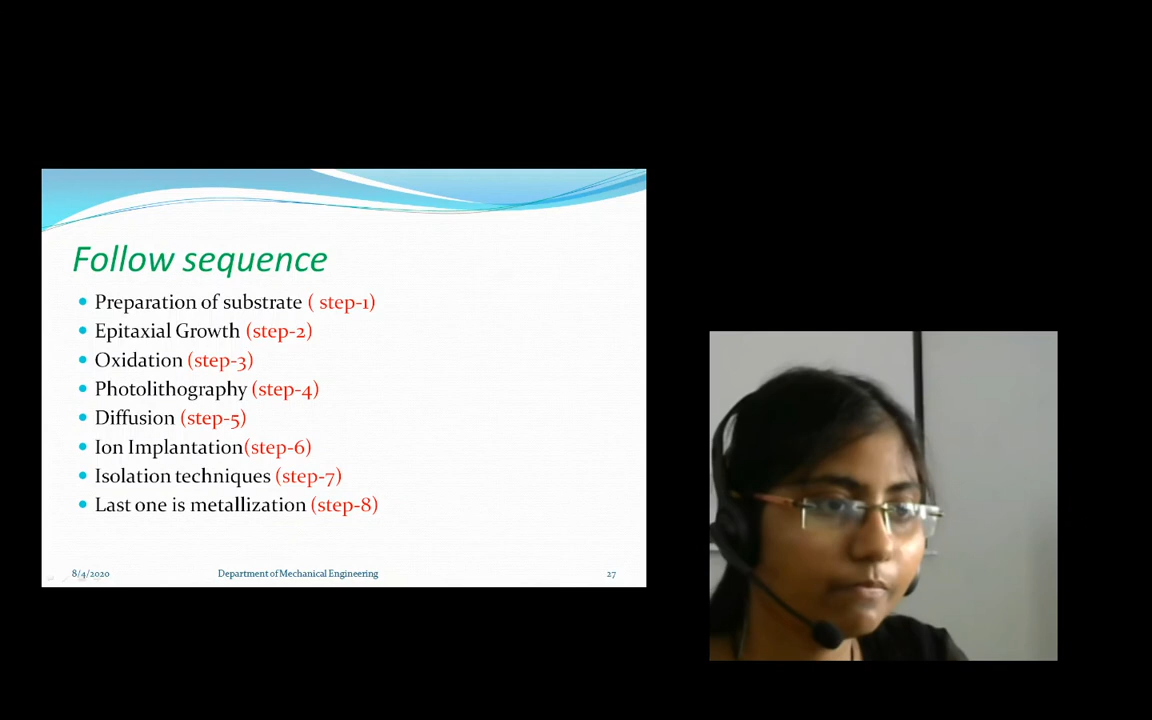 Follow sequence
Preparation of substrate ( step-1)
Epitaxial Growth (step-2)
Oxidation (step-3)
Photolithography (step-4)
Diffusion (step-5)
Ion Implantation(step-6)
Isolation techniques (step-7)
Last one is metallization (step-8)
8/4/2020 Department of Mechanical Engineering 27